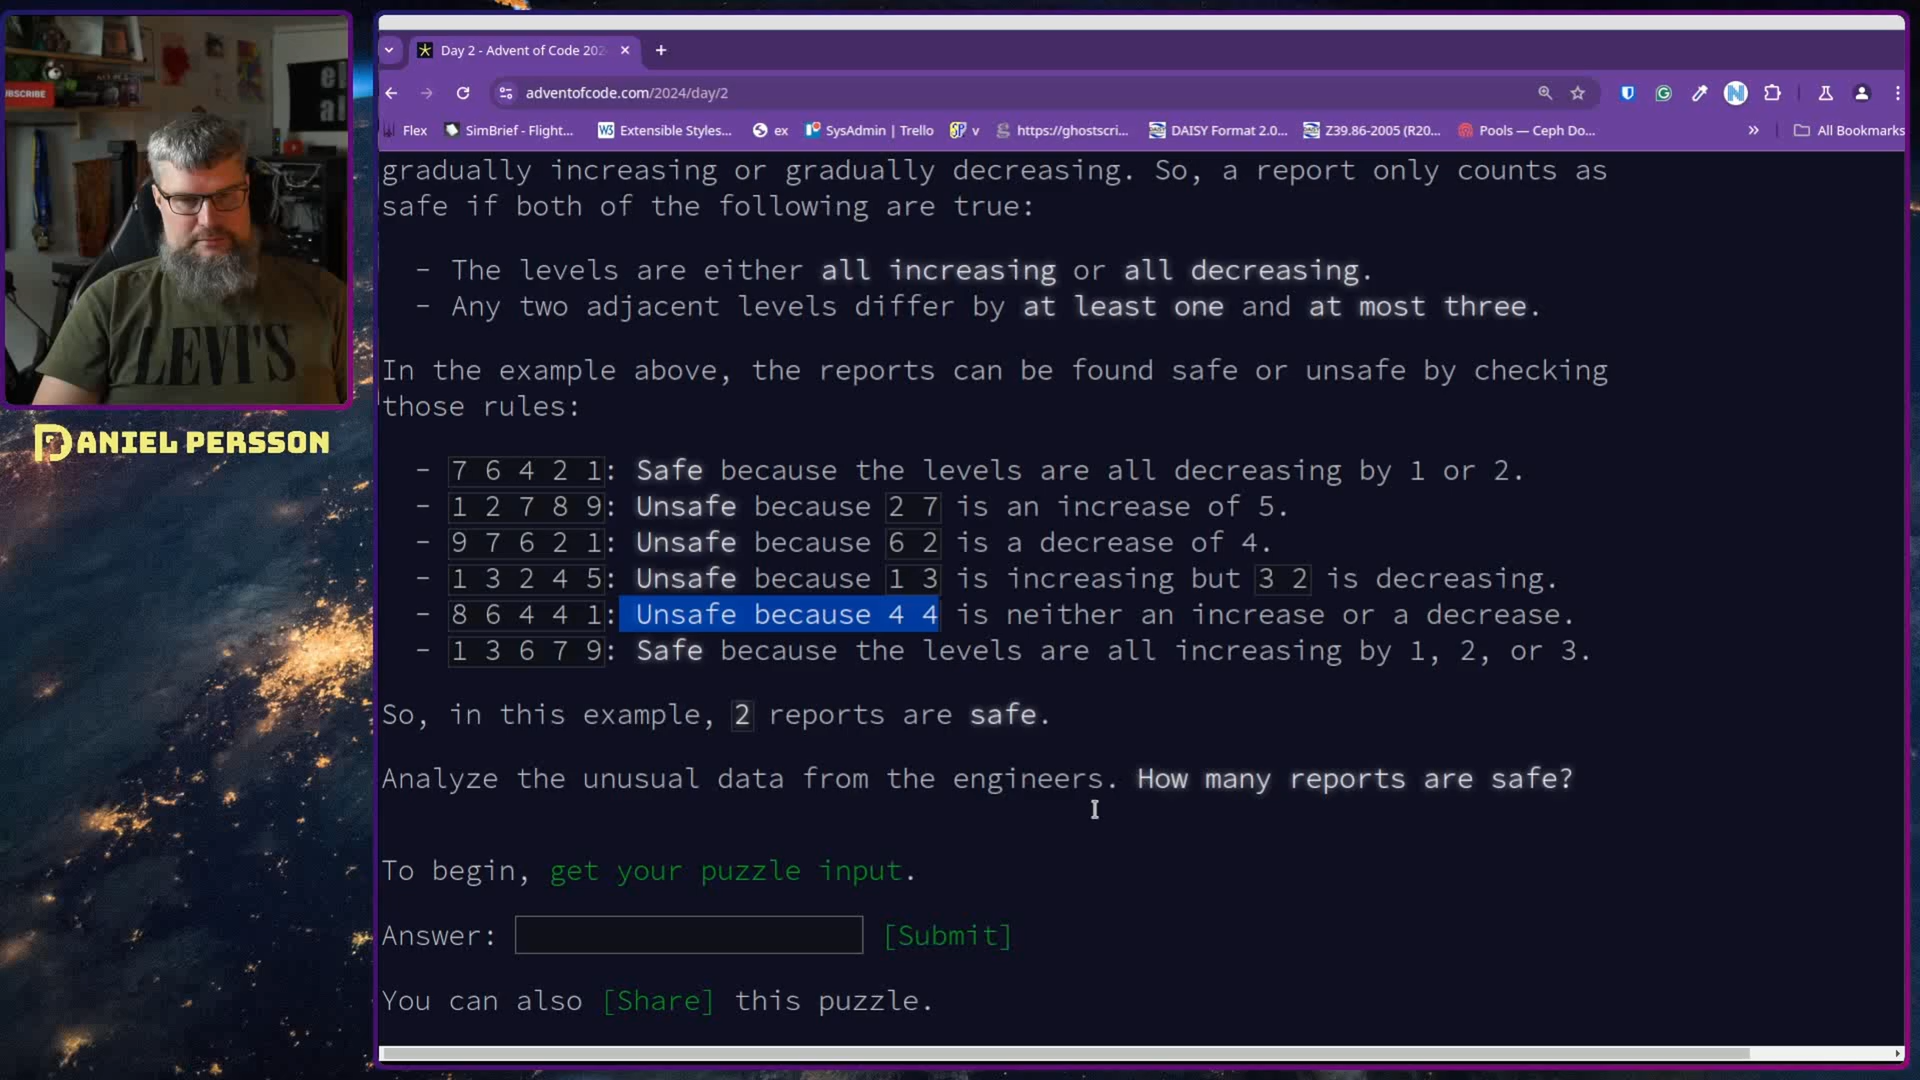 Day 2 - Advent of Code 202
adventofcode.com/2024/day/2
Flex
SimBrief - Flight...
Extensible Styles...
ex
SysAdmin | Trello
v
https://ghostscri...
DAISY Format 2.0...
Z39.86-2005 (R20...
Pools — Ceph Do...
»
All Bookmarks
UBSCRIBE
LEVI'S
DANIEL PERSSON
gradually increasing or gradually decreasing. So, a report only counts as
safe if both of the following are true:
- The levels are either all increasing or all decreasing.
- Any two adjacent levels differ by at least one and at most three.
In the example above, the reports can be found safe or unsafe by checking
those rules:
- 7 6 4 2 1: Safe because the levels are all decreasing by 1 or 2.
- 1 2 7 8 9: Unsafe because 2 7 is an increase of 5.
- 9 7 6 2 1: Unsafe because 6 2 is a decrease of 4.
- 1 3 2 4 5: Unsafe because 1 3 is increasing but 3 2 is decreasing.
- 8 6 4 4 1: Unsafe because 4 4 is neither an increase or a decrease.
- 1 3 6 7 9: Safe because the levels are all increasing by 1, 2, or 3.
So, in this example, 2 reports are safe.
Analyze the unusual data from the engineers. How many reports are safe?
To begin, get your puzzle input.
Answer: [Submit]
You can also [Share] this puzzle.